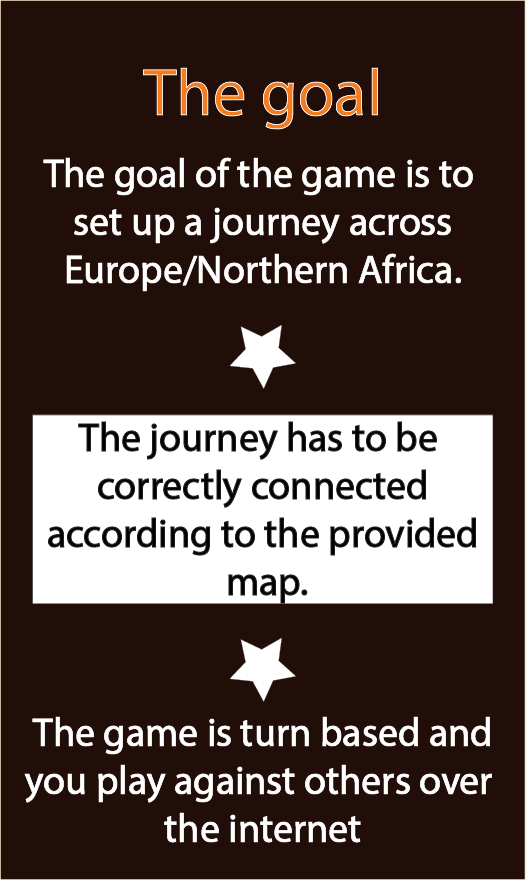 The goal
The goal of the game is to
set up a journey across
Europe/Northern Africa.
The journey has to be
correctly connected
according to the provided
map.
The game is turn based and
you play against others over
the internet